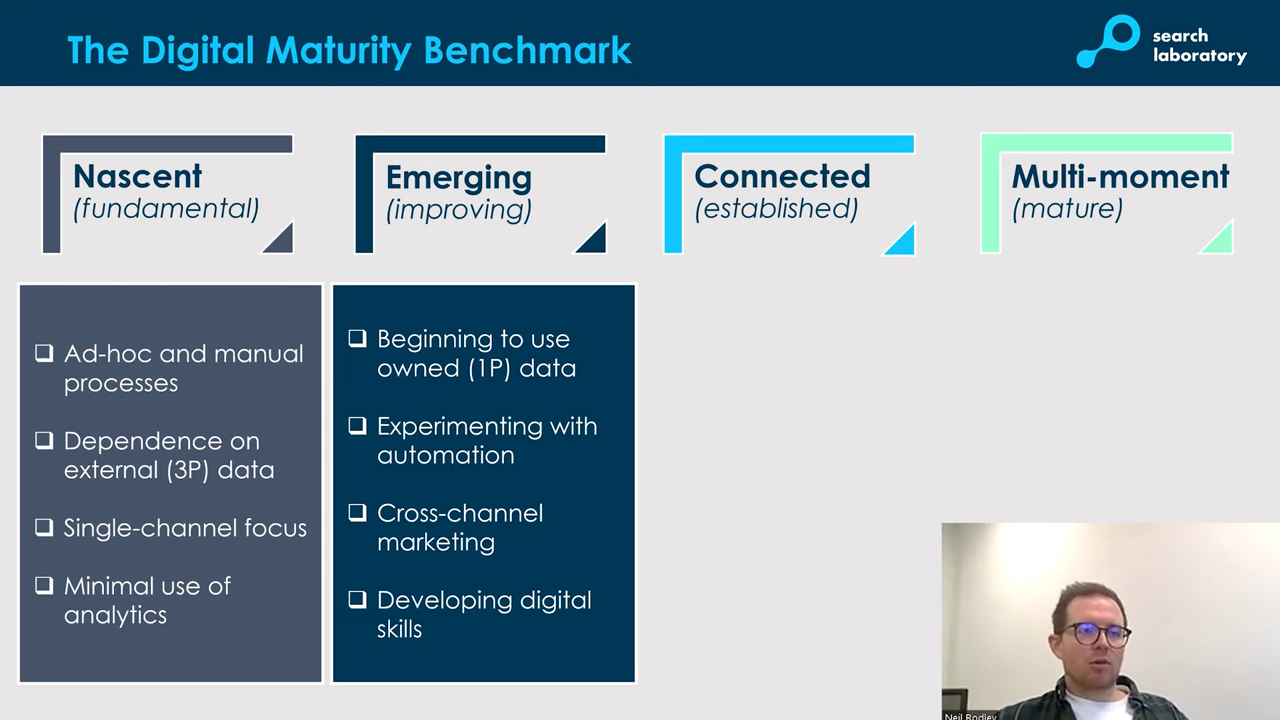 The Digital Maturity Benchmark
search
laboratory
Nascent
(fundamental)
Emerging
(improving)
Connected
(established)
Multi-moment
(mature)
Ad-hoc and manual
processes
Dependence on
external (3P) data
Single-channel focus
Minimal use of
analytics
Beginning to use
owned (1P) data
Experimenting with
automation
Cross-channel
marketing
Developing digital
skills
Neil Rodley